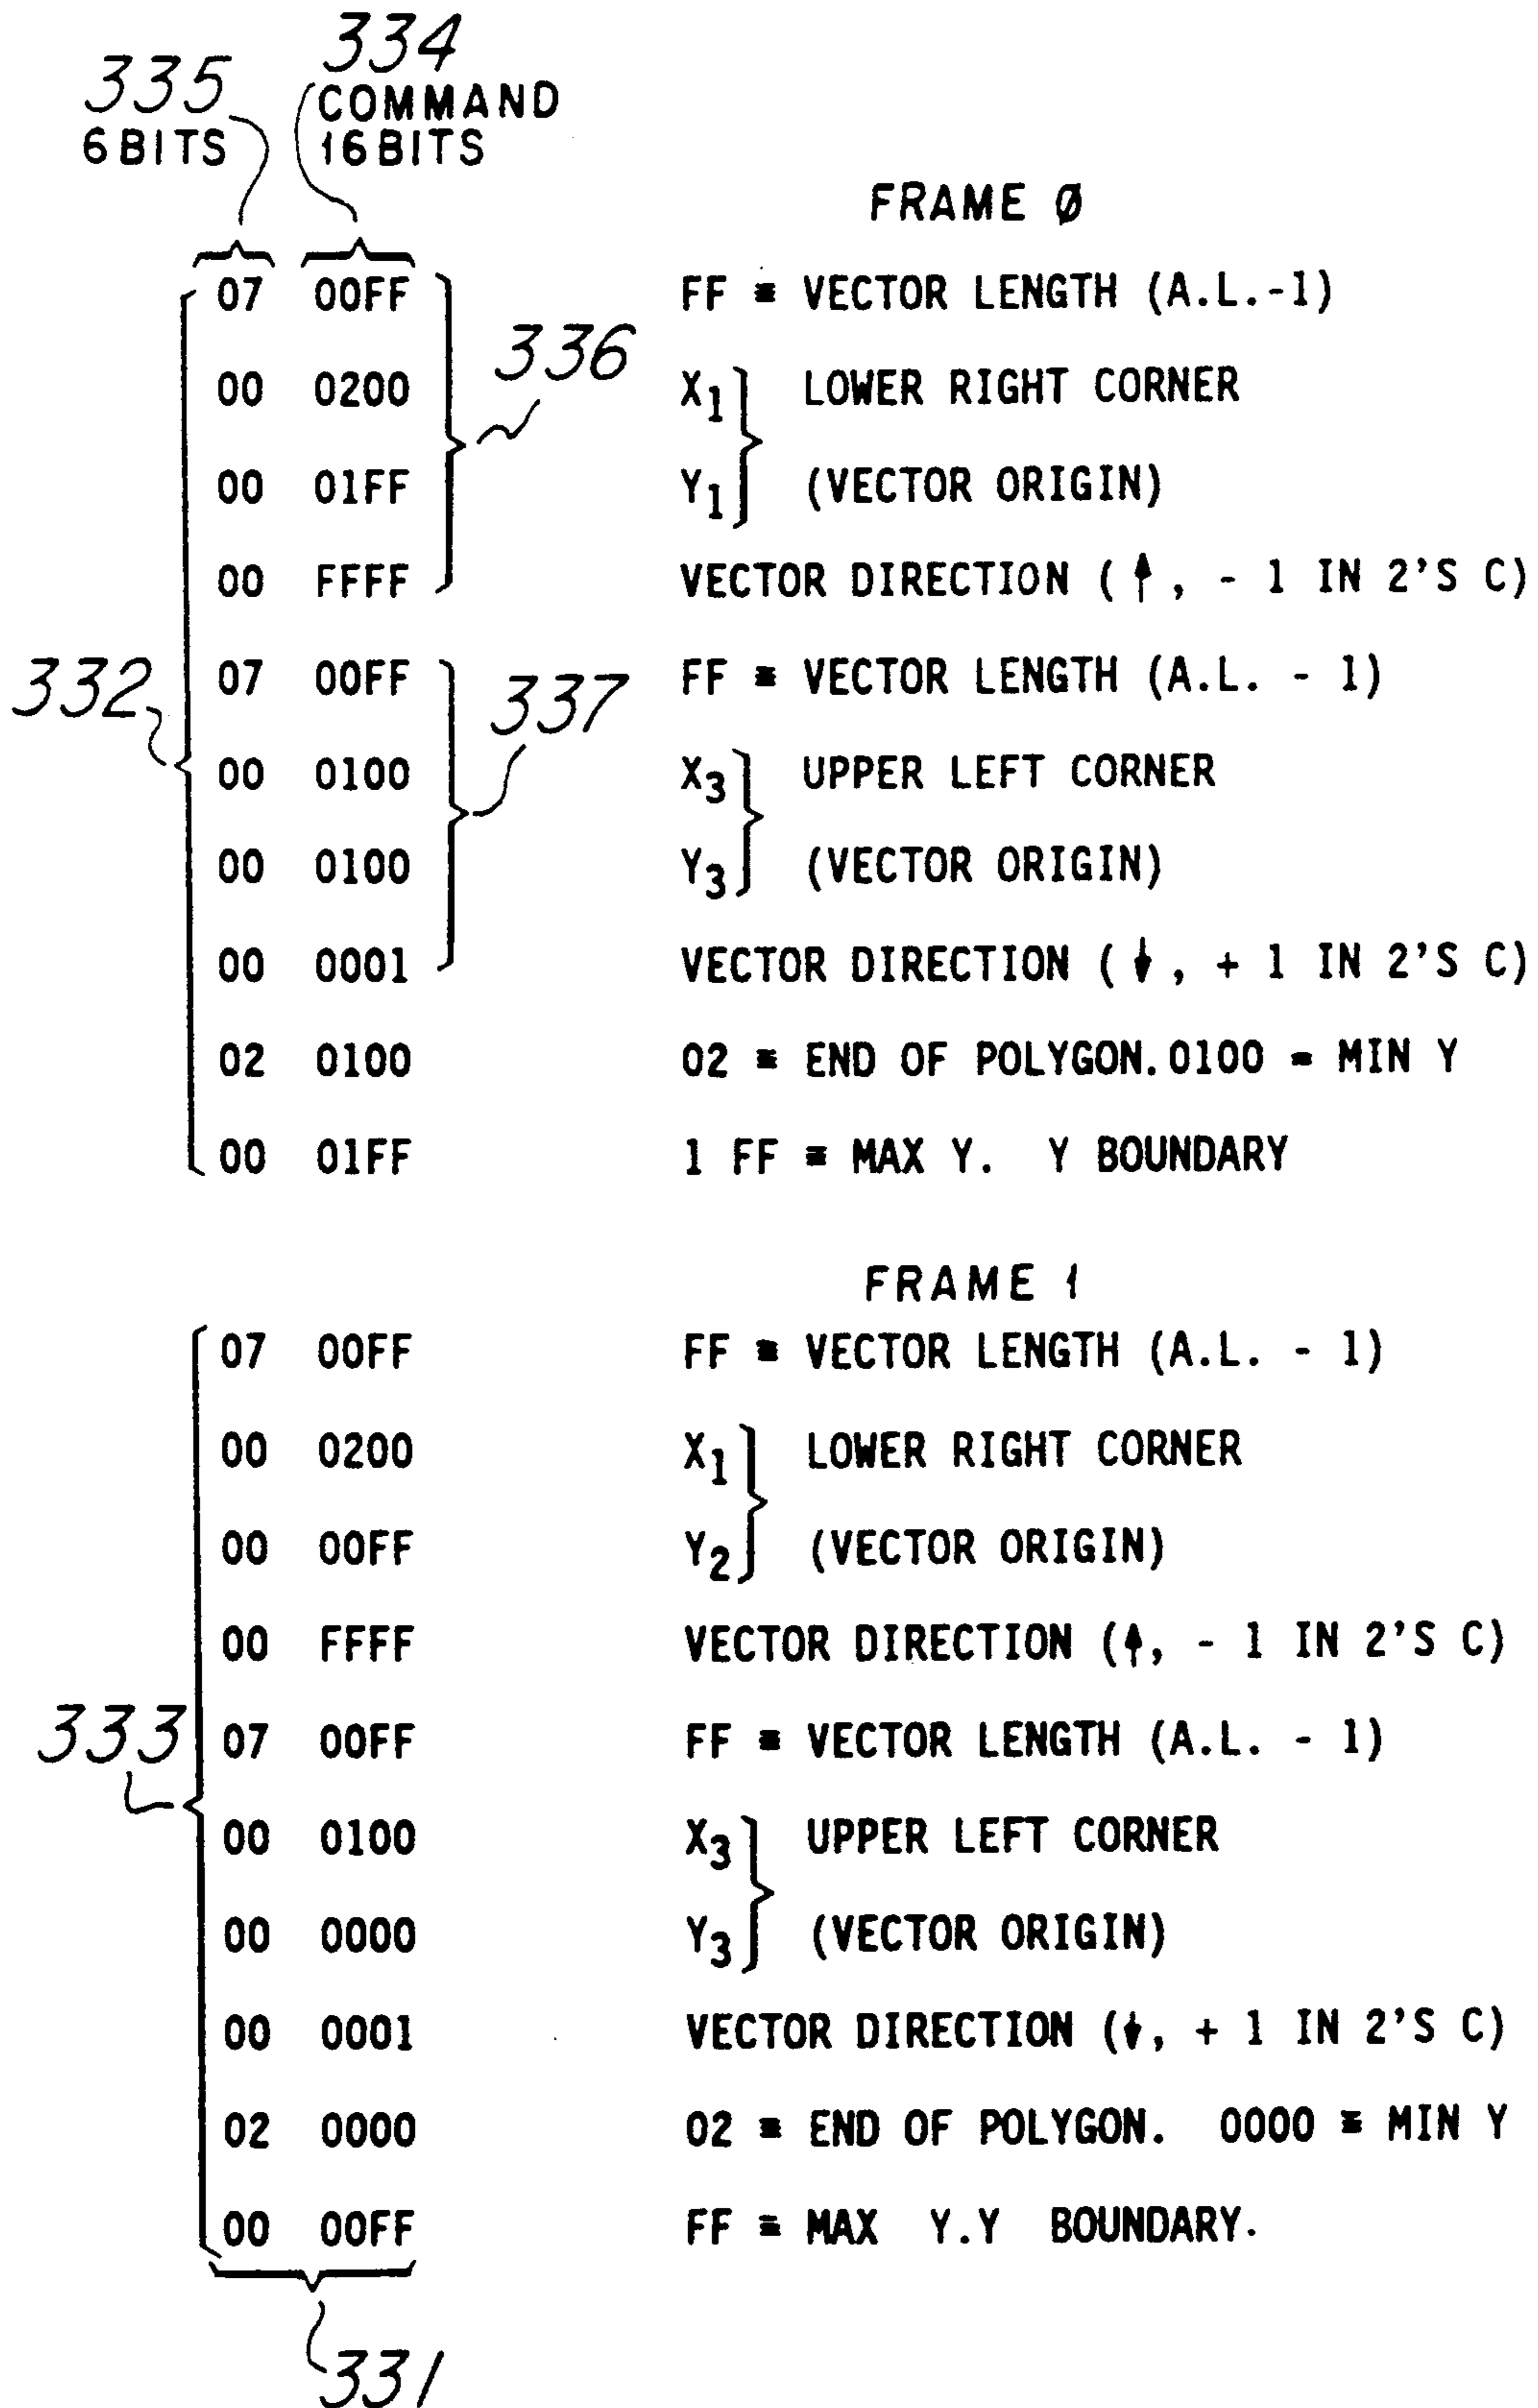 334
335 COMMAND
6 BITS 16 BITS
FRAME Ø
07 00FF FF ≡ VECTOR LENGTH (A.L.-1)
336
00 0200 X1 LOWER RIGHT CORNER
00 01FF Y1 (VECTOR ORIGIN)
00 FFFF VECTOR DIRECTION (↑, - 1 IN 2'S C)
332 07 00FF FF ≡ VECTOR LENGTH (A.L. - 1)
337
00 0100 X3 UPPER LEFT CORNER
00 0100 Y3 (VECTOR ORIGIN)
00 0001 VECTOR DIRECTION (↓, + 1 IN 2'S C)
02 0100 02 ≡ END OF POLYGON. 0100 = MIN Y
00 01FF 1 FF ≡ MAX Y. Y BOUNDARY
FRAME 1
07 00FF FF ≡ VECTOR LENGTH (A.L. - 1)
00 0200 X1 LOWER RIGHT CORNER
00 00FF Y2 (VECTOR ORIGIN)
00 FFFF VECTOR DIRECTION (↑, - 1 IN 2'S C)
333 07 00FF FF ≡ VECTOR LENGTH (A.L. - 1)
00 0100 X3 UPPER LEFT CORNER
00 0000 Y3 (VECTOR ORIGIN)
00 0001 VECTOR DIRECTION (↓, + 1 IN 2'S C)
02 0000 02 ≡ END OF POLYGON. 0000 ≡ MIN Y
00 00FF FF ≡ MAX Y.Y BOUNDARY.
331